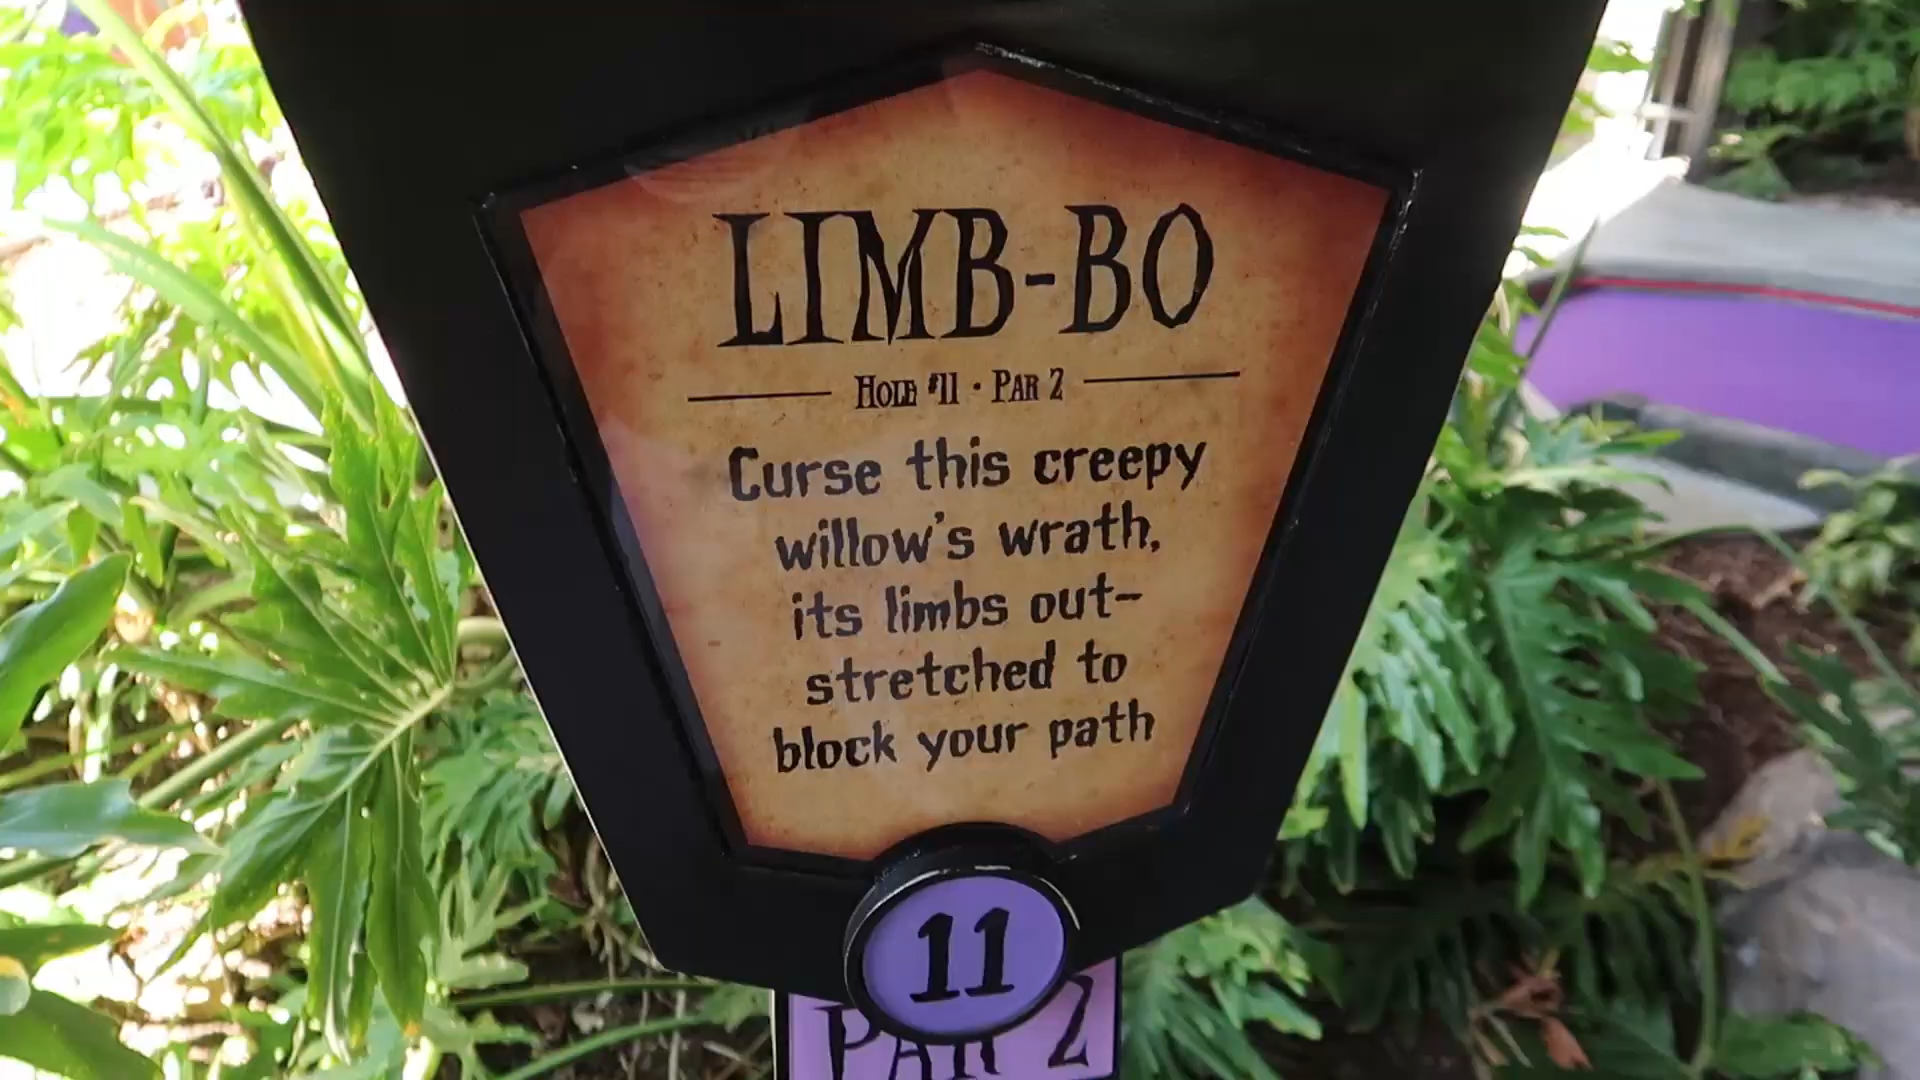 LIMB-BO
HOLE #11 • PAR 2
Curse this creepy
willow's wrath,
its limbs out-
stretched to
block your path
11
PAR 2